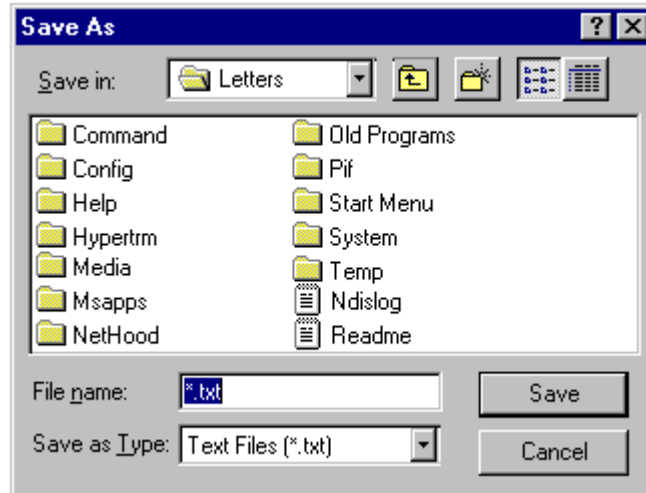 Save As
Save in: Letters
Command Old Programs
Config Pif
Help Start Menu
Hypertrm System
Media Temp
Msapps Ndislog
NetHood Readme
File name: *.txt Save
Save as Type: Text Files (*.txt) Cancel